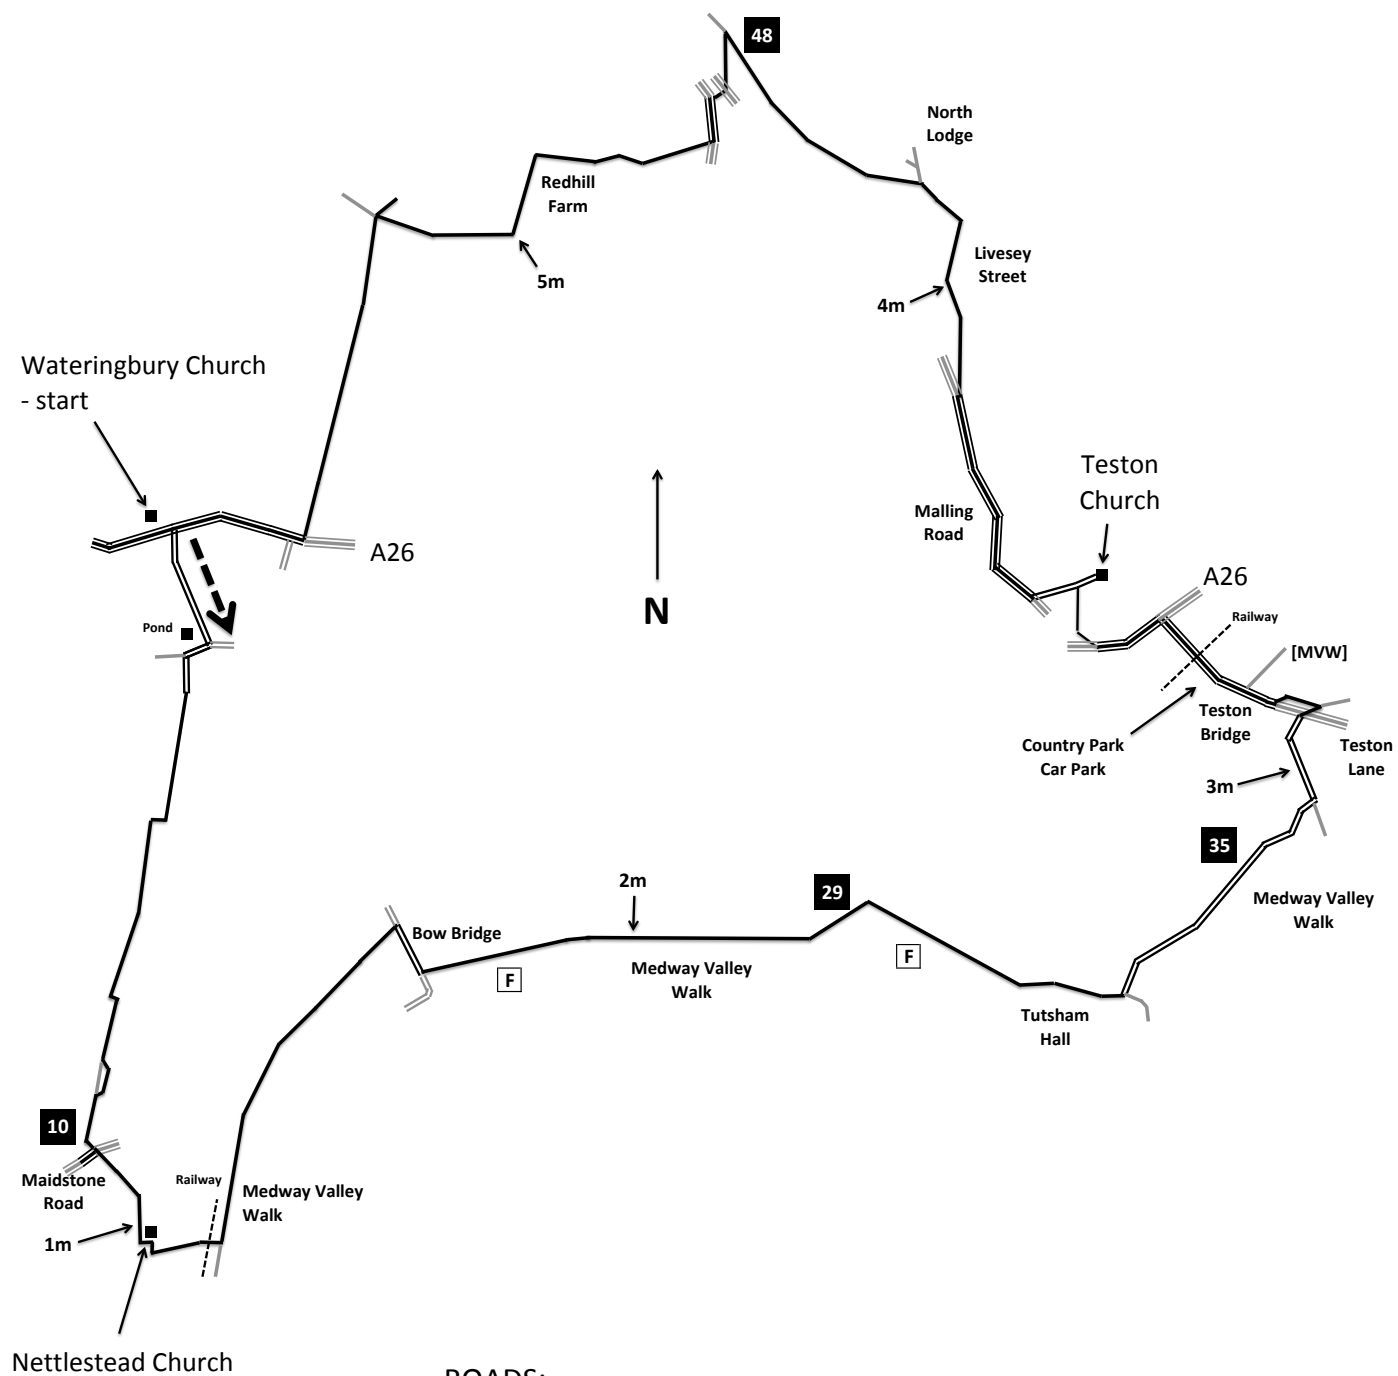 48
North
Lodge
Redhill
Farm
Livesey
Street
5m
4m
Wateringbury Church
- start
Teston
Church
Malling
Road
A26
A26
N
Railway
Pond
[MVW]
Teston
Bridge
Country Park
Car Park
Teston
Lane
3m
35
2m
29
Medway Valley
Walk
Bow Bridge
F
F
Medway Valley
Walk
Tutsham
Hall
10
Maidstone
Road
Railway
Medway Valley
Walk
1m
Nettlestead Church
ROADS: